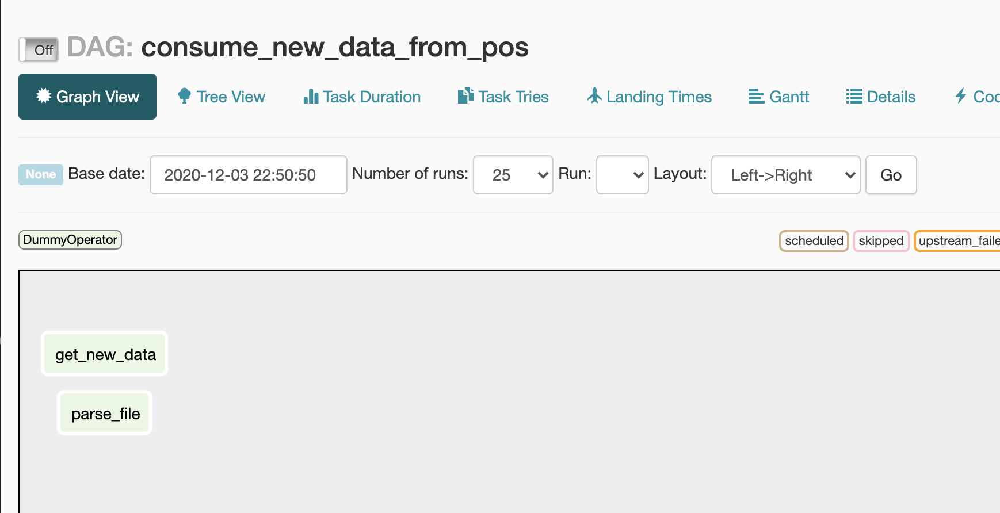 Off DAG: consume_new_data_from_pos
Graph View Tree View Task Duration Task Tries Landing Times Gantt Details
None Base date: 2020-12-03 22:50:50 Number of runs: 25 Run: Layout: Left->Right Go
DummyOperator scheduled skipped
get_new_data
parse_file